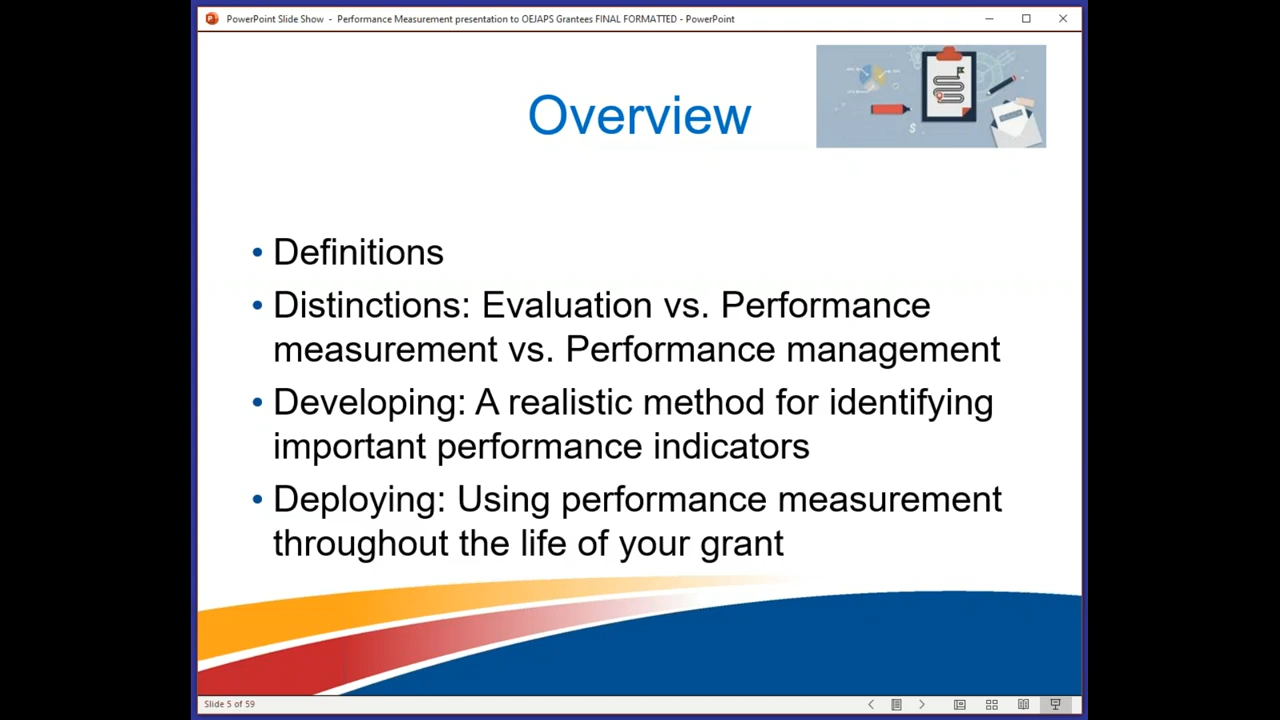 PowerPoint Slide Show - Performance Measurement presentation to OEJAPS Grantees FINAL FORMATTED - PowerPoint
Overview
• Definitions
• Distinctions: Evaluation vs. Performance
measurement vs. Performance management
• Developing: A realistic method for identifying
important performance indicators
• Deploying: Using performance measurement
throughout the life of your grant
Slide 5 of 59